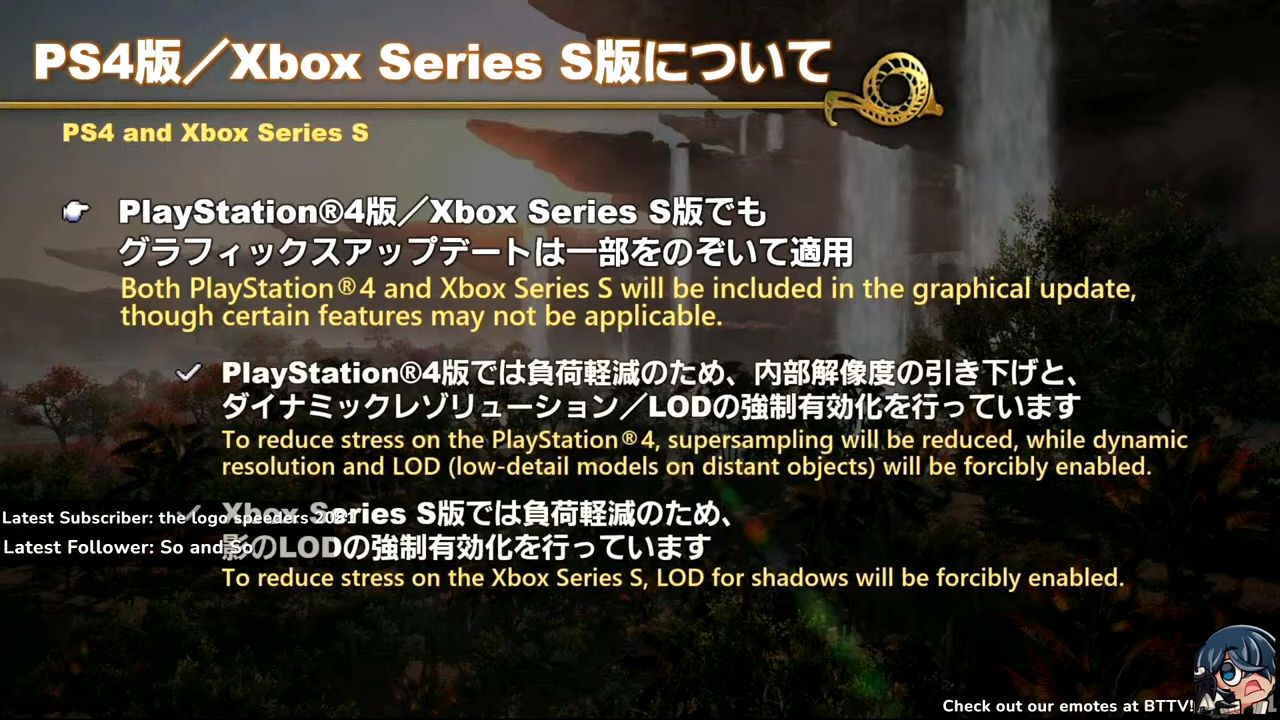 PS4版／Xbox Series S版について
PS4 and Xbox Series S
PlayStation®4版／Xbox Series S版でも
グラフィックスアップデートは一部をのぞいて適用
Both PlayStation®4 and Xbox Series S will be included in the graphical update,
though certain features may not be applicable.
PlayStation®4版では負荷軽減のため、内部解像度の引き下げと、
ダイナミックレゾリューション／LODの強制有効化を行っています
To reduce stress on the PlayStation®4, supersampling will be reduced, while dynamic
resolution and LOD (low-detail models on distant objects) will be forcibly enabled.
Xbox Series S版では負荷軽減のため、
影のLODの強制有効化を行っています
To reduce stress on the Xbox Series S, LOD for shadows will be forcibly enabled.
Latest Subscriber: the logo speeders
Latest Follower: So and So
Check out our emotes at BTTV!